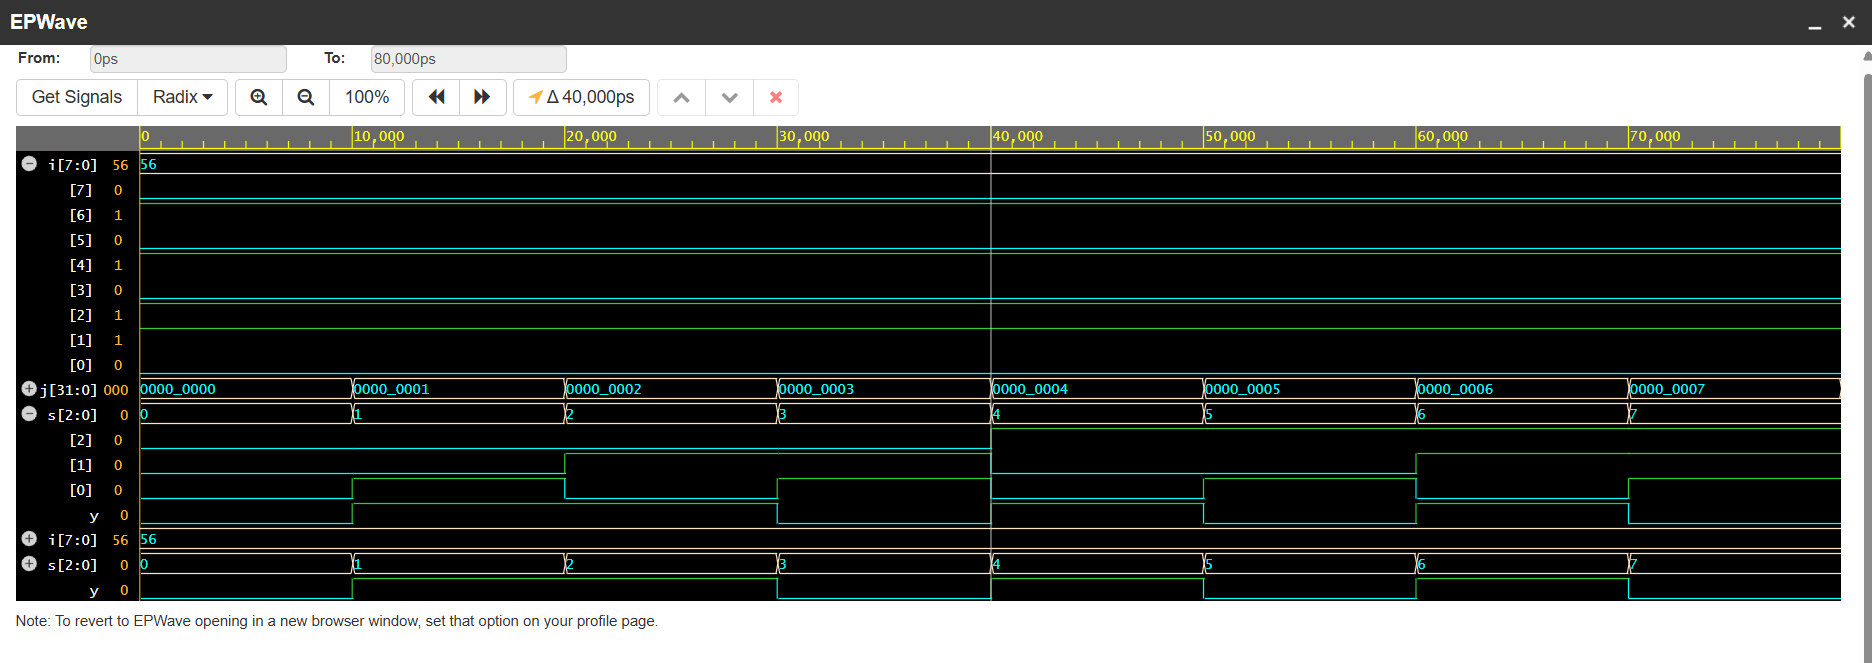 EPWave
From: 0ps To: 80,000ps
Get Signals Radix 100% Δ 40,000ps
0 10,000 20,000 30,000 40,000 50,000 60,000 70,000
i[7:0] 56 56
[7] 0
[6] 1
[5] 0
[4] 1
[3] 0
[2] 1
[1] 1
[0] 0
j[31:0] 000 0000_0000 0000_0001 0000_0002 0000_0003 0000_0004 0000_0005 0000_0006 0000_0007
s[2:0] 0 0 1 2 3 4 5 6 7
[2] 0
[1] 0
[0] 0
y 0
i[7:0] 56 56
s[2:0] 0 0 1 2 3 4 5 6 7
y 0
Note: To revert to EPWave opening in a new browser window, set that option on your profile page.